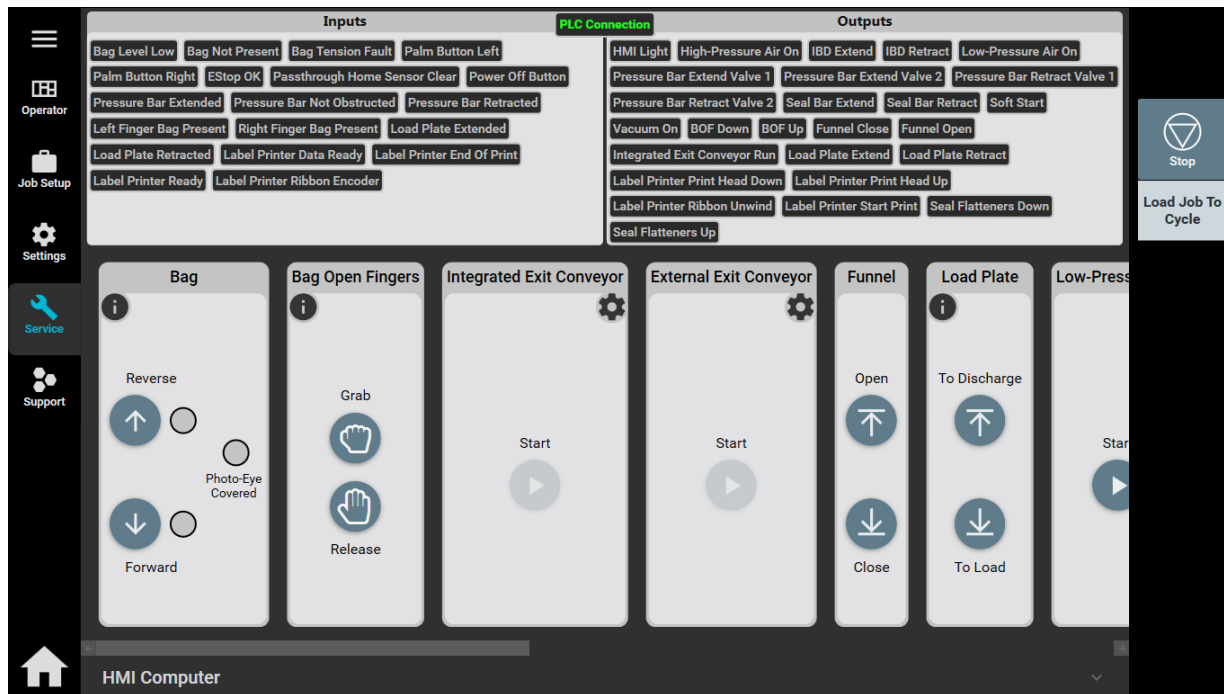 Inputs
PLC Connection
Outputs
Bag Level Low Bag Not Present Bag Tension Fault Palm Button Left
Palm Button Right EStop OK Passthrough Home Sensor Clear Power Off Button
Pressure Bar Extended Pressure Bar Not Obstructed Pressure Bar Retracted
Left Finger Bag Present Right Finger Bag Present Load Plate Extended
Load Plate Retracted Label Printer Data Ready Label Printer End Of Print
Label Printer Ready Label Printer Ribbon Encoder
HMI Light High-Pressure Air On IBD Extend IBD Retract Low-Pressure Air On
Pressure Bar Extend Valve 1 Pressure Bar Extend Valve 2 Pressure Bar Retract Valve 1
Pressure Bar Retract Valve 2 Seal Bar Extend Seal Bar Retract Soft Start
Vacuum On BOF Down BOF Up Funnel Close Funnel Open
Integrated Exit Conveyor Run Load Plate Extend Load Plate Retract
Label Printer Print Head Down Label Printer Print Head Up
Label Printer Ribbon Unwind Label Printer Start Print Seal Flatteners Down
Seal Flatteners Up
Operator
Job Setup
Settings
Service
Support
Stop
Load Job To
Cycle
Bag
Reverse
Photo-Eye
Covered
Forward
Bag Open Fingers
Grab
Release
Integrated Exit Conveyor
Start
External Exit Conveyor
Start
Funnel
Open
Close
Load Plate
To Discharge
To Load
Low-Press
Star
HMI Computer